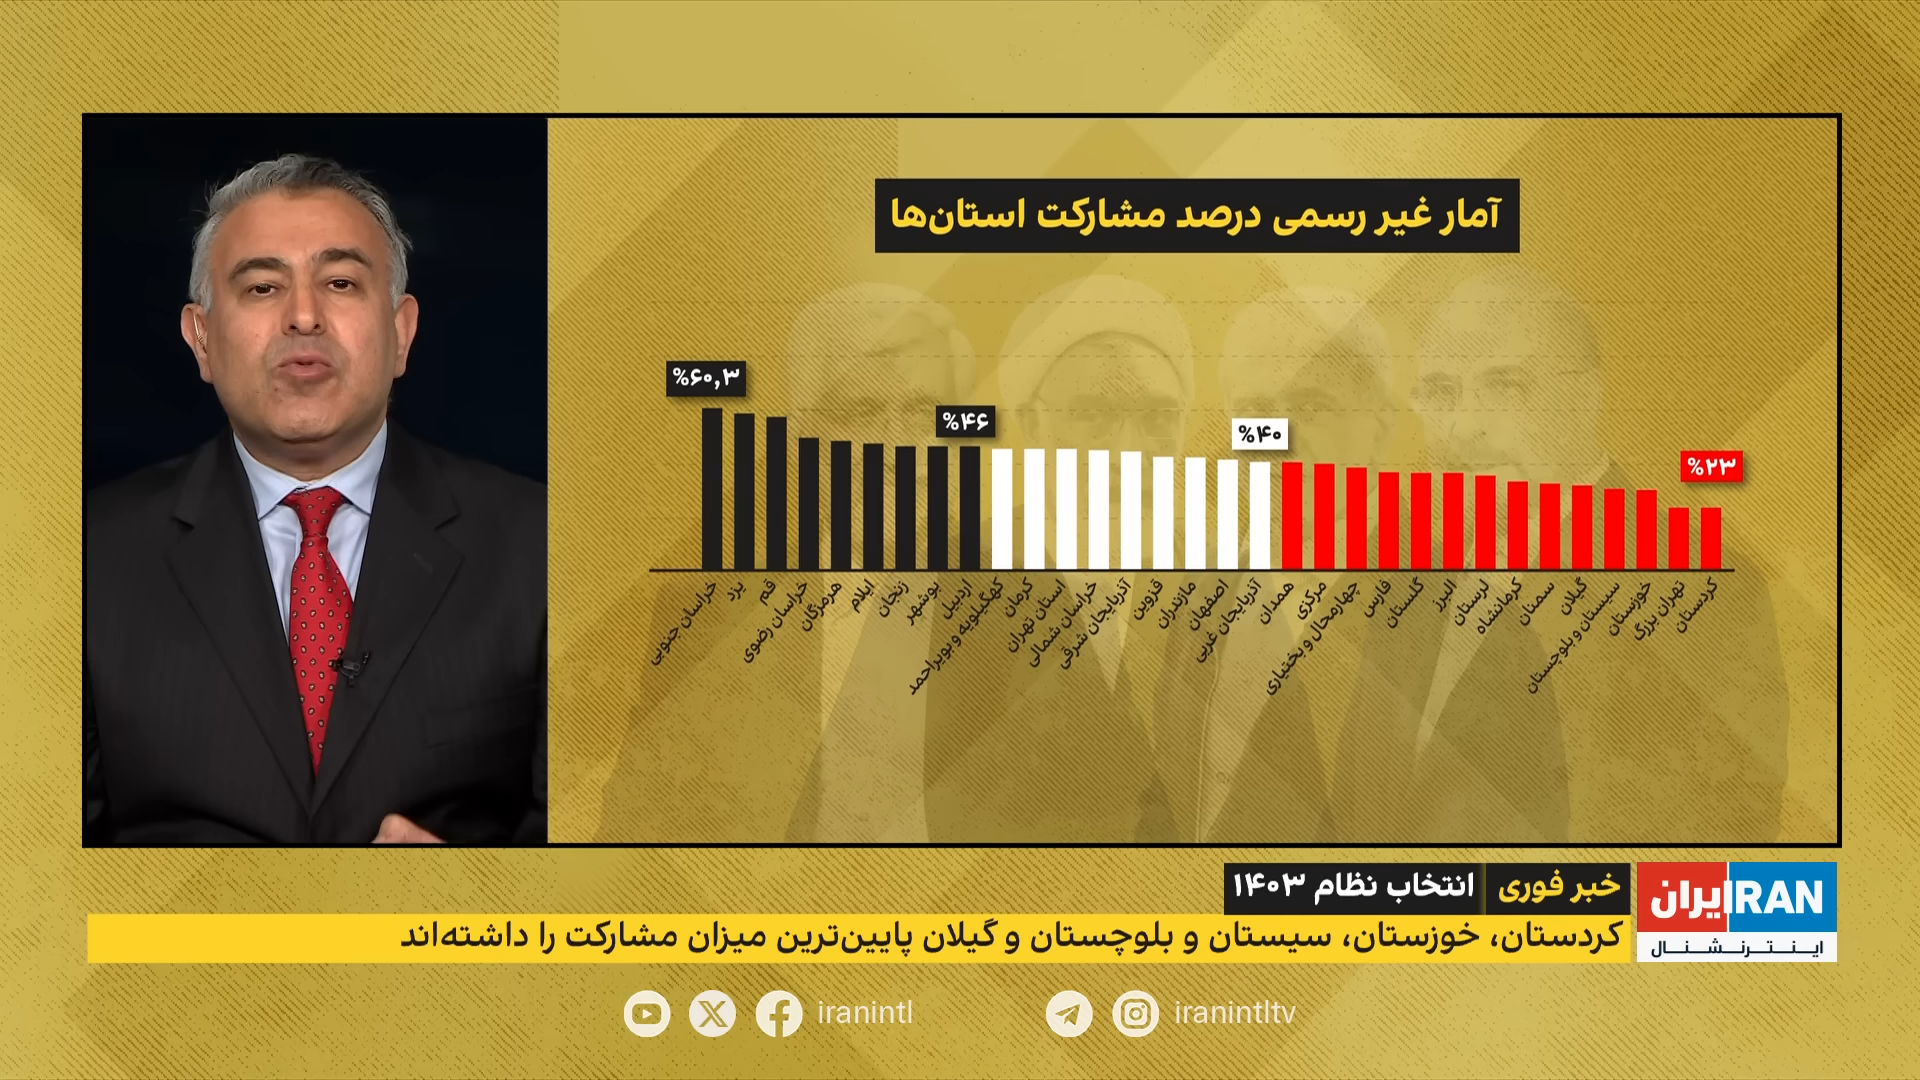 آمار غیر رسمی درصد مشارکت استان‌ها
%۶۰٫۳
%۴۶
%۴۰
%۲۳
خراسان جنوبی
یزد
قم
خراسان رضوی
هرمزگان
ایلام
زنجان
بوشهر
اردبیل
کهگیلویه و بویراحمد
کرمان
استان تهران
خراسان شمالی
آذربایجان شرقی
قزوین
مازندران
اصفهان
آذربایجان غربی
همدان
مرکزی
چهارمحال و بختیاری
فارس
گلستان
البرز
لرستان
کرمانشاه
سمنان
گیلان
سیستان و بلوچستان
خوزستان
تهران بزرگ
کردستان
خبر فوری انتخاب نظام ۱۴۰۳
کردستان، خوزستان، سیستان و بلوچستان و گیلان پایین‌ترین میزان مشارکت را داشته‌اند
ایران IRAN
اینترنشنال
iranintl
iranintltv